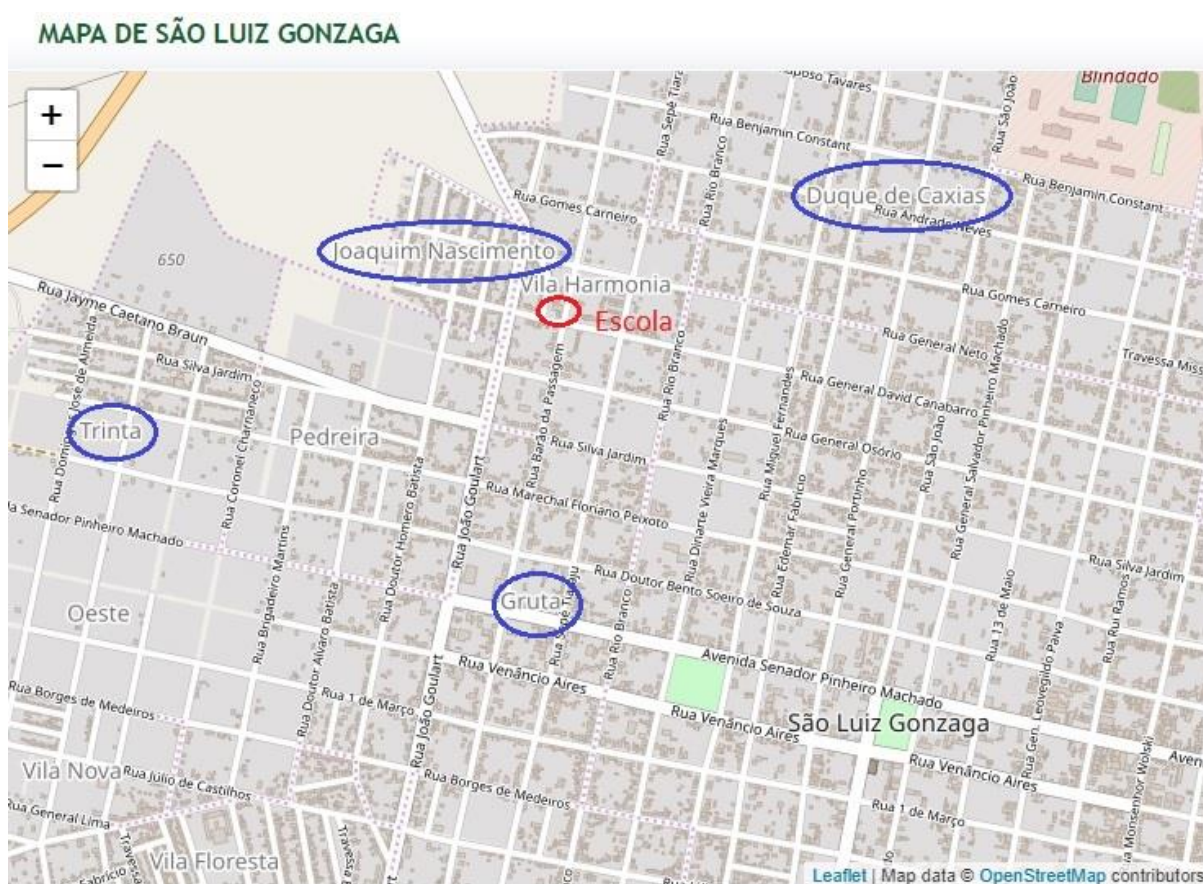 MAPA DE SÃO LUIZ GONZAGA
+
−
Blindado
Rua Benjamin Constant
Rua São João
Rua Sepé Tiara
Rua Rio Branco
Duque de Caxias
Rua Benjamin Constant
Rua Andrade Neves
Rua Gomes Carneiro
Joaquim Nascimento
650
Vila Harmonia
Escola
Rua Gomes Carneiro
Rua Jayme Caetano Braun
Rua General Neto
Travessa Miss
Rua Silva Jardim
Rua Barão da Passagem
Rua Rio Branco
Rua General David Canabarro
Rua General Salvador Pinheiro Machado
Rua Miguel Fernandes
Trinta
Rua Coronel Charnaneco
Pedreira
Rua Silva Jardim
Rua General Osório
Rua São João
Rua Dinarte Vieira Marques
Rua Doutor Homero Batista
Rua João Goulart
Rua Marechal Floriano Peixoto
Rua Edemar Fabricio
Rua General Portinho
a Senador Pinheiro Machado
Rua Brigadeiro Martins
Rua Silva Jardim
Gruta
Rua Doutor Bento Soeiro de Souza
Rua 13 de Maio
Rua Rui Ramos
Oeste
Rua Doutor Alvaro Batista
Rua Rio Branco
Rua Gen. Leovegildo Paiva
Rua Venâncio Aires
Avenida Senador Pinheiro Machado
Rua João Goulart
Rua Borges de Medeiros
Rua 1 de Março
Rua Venâncio Aires
São Luiz Gonzaga
Rua Monsenhor Wolski
Aven
Vila Nova
Rua Júlio de Castilhos
Rua Borges de Medeiros
Rua Venâncio Aires
Rua General Lima
Rua 1 de Março
Vila Floresta
Travessa
Leaflet | Map data © OpenStreetMap contributors